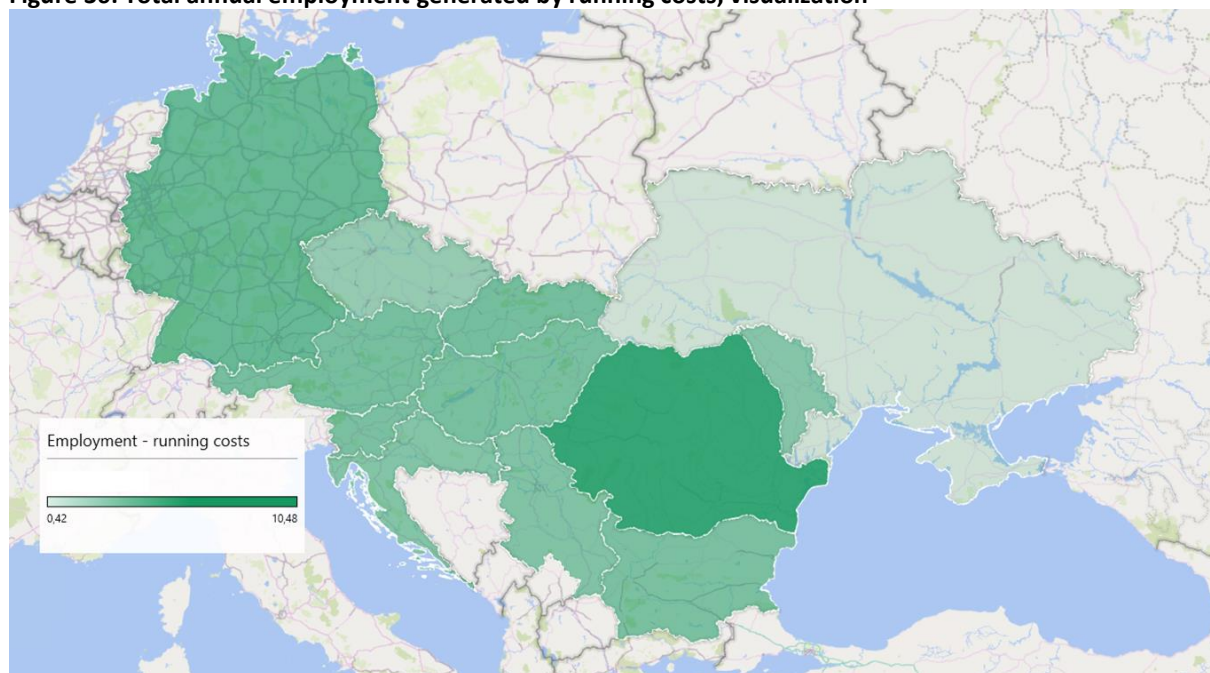 Figure 30: Total annual employment generated by running costs, visualization
Employment - running costs
0,42 10,48